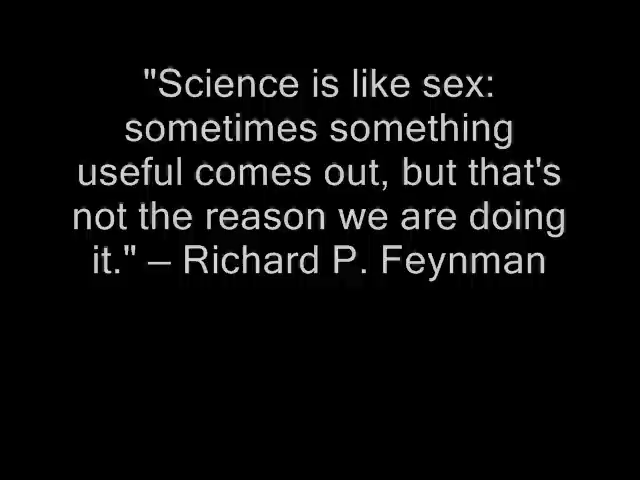 "Science is like sex:
sometimes something
useful comes out, but that's
not the reason we are doing
it." – Richard P. Feynman